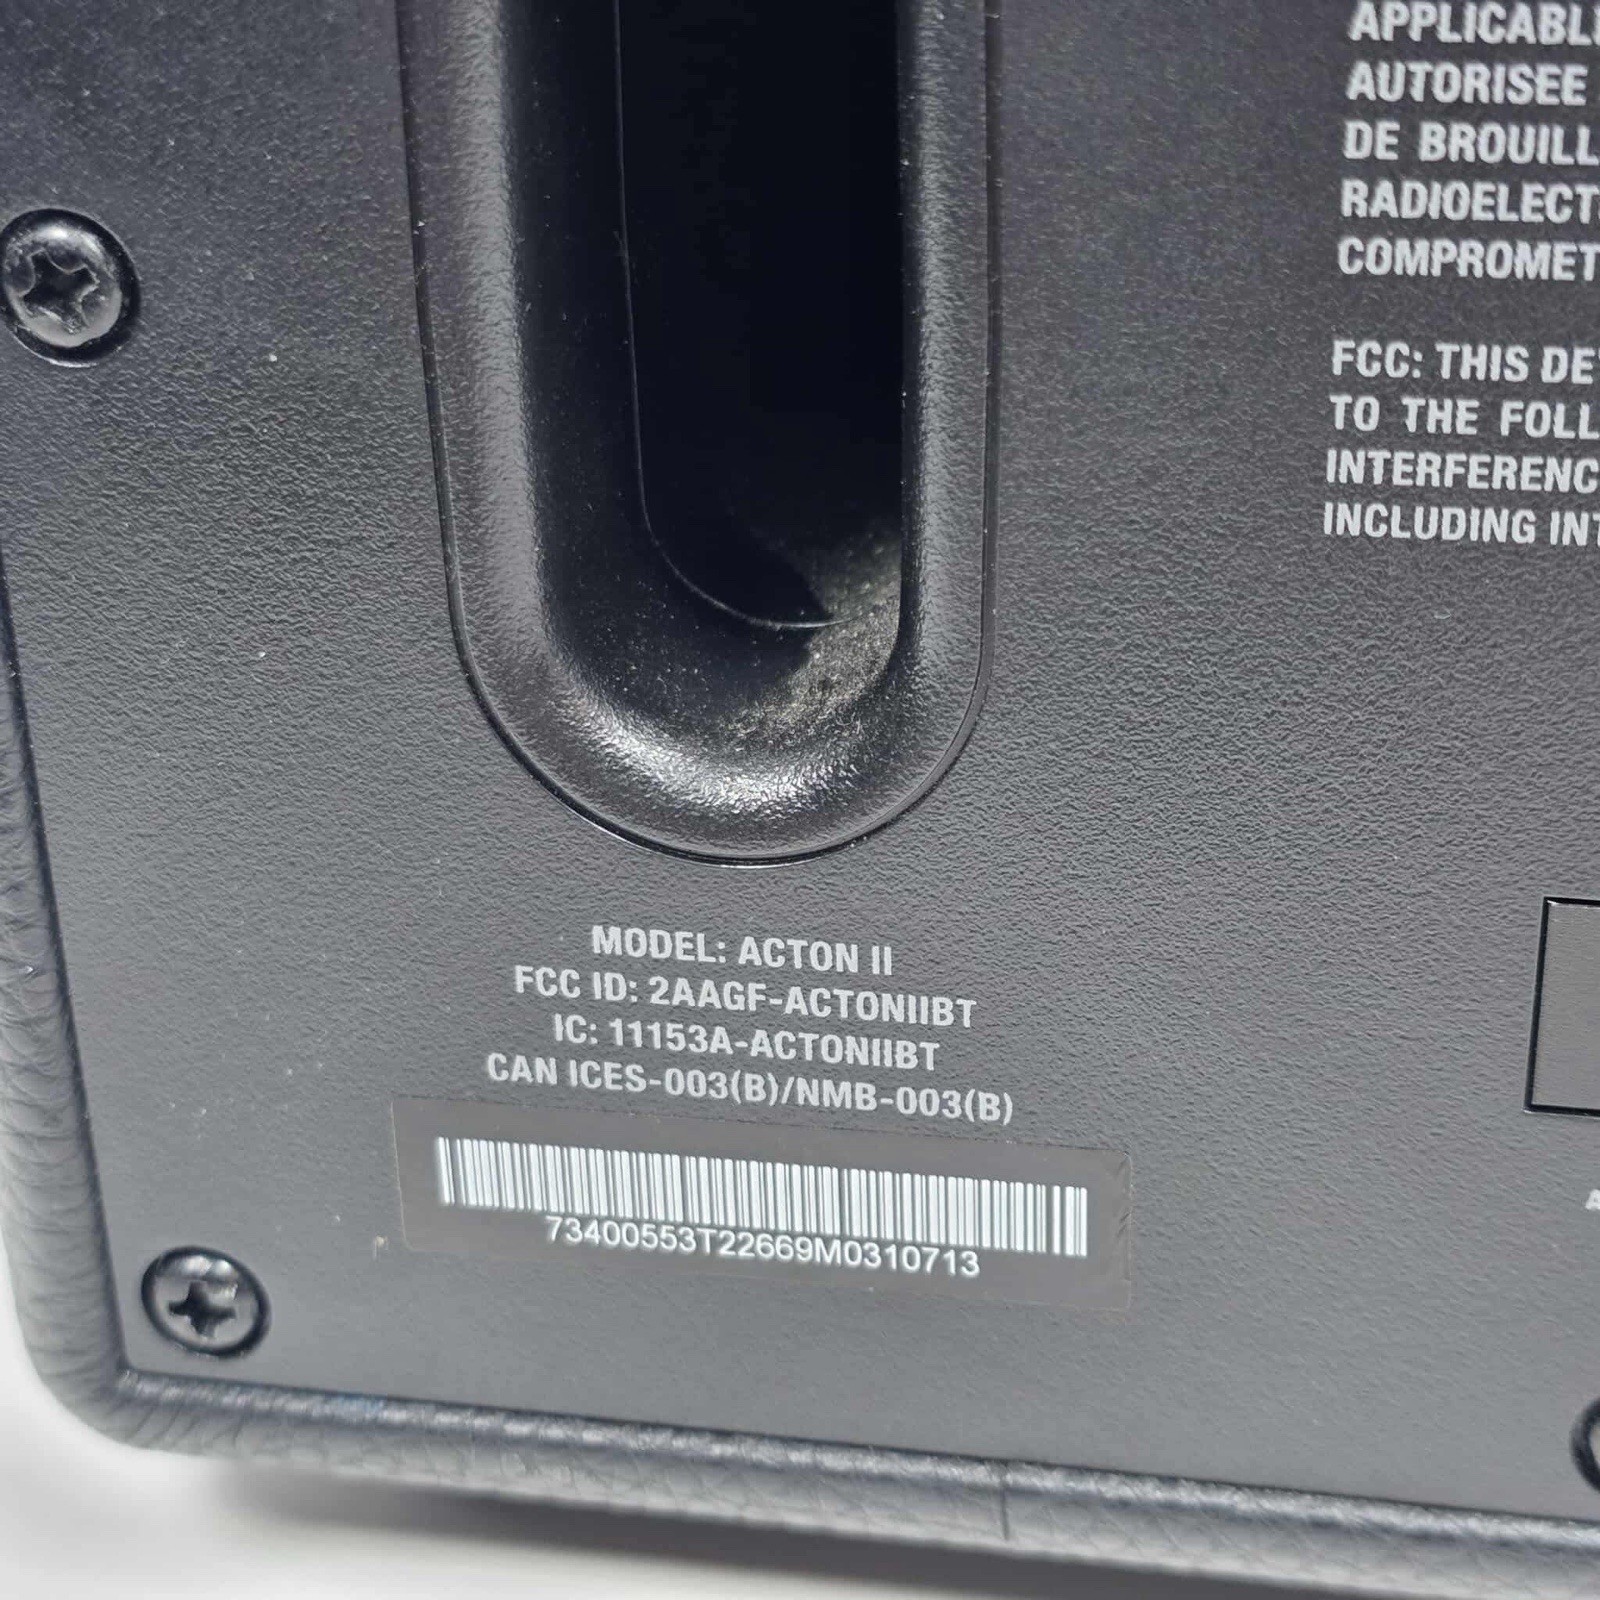 APPLICABL
AUTORISEE
DE BROUILL
RADIOELECT
COMPROMET
FCC: THIS DE
TO THE FOLL
INTERFERENC
INCLUDING INT
MODEL: ACTON II
FCC ID: 2AAGF-ACTONIIBT
IC: 11153A-ACTONIIBT
CAN ICES-003(B)/NMB-003(B)
73400553T22669M0310713